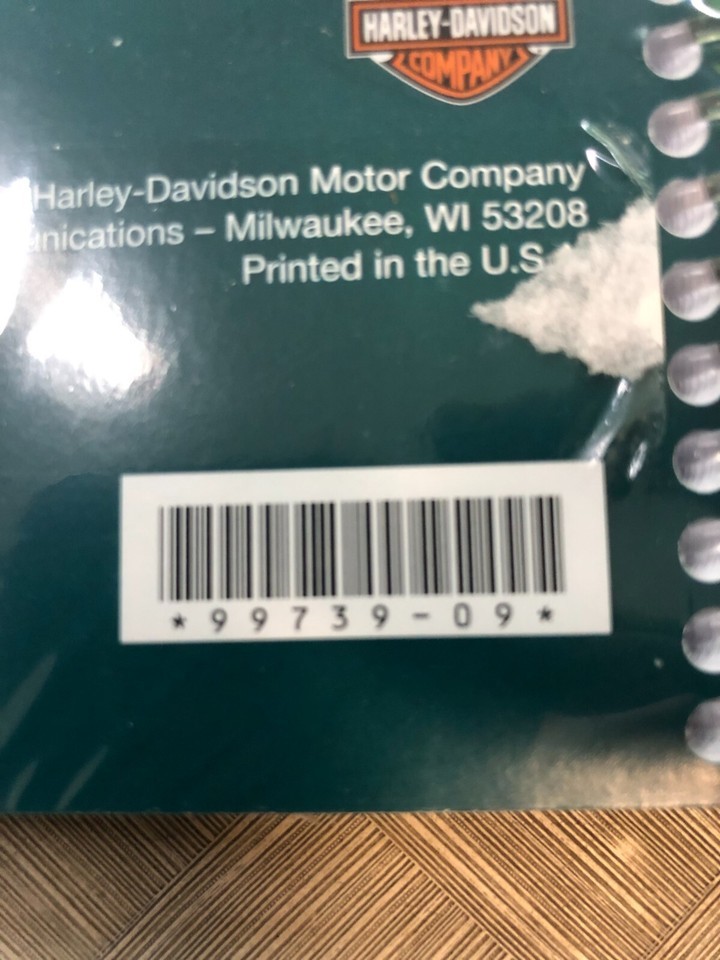 HARLEY-DAVIDSON
COMPANY
Harley-Davidson Motor Company
– Milwaukee, WI 53208
Printed in the U.S.
*99739-09*